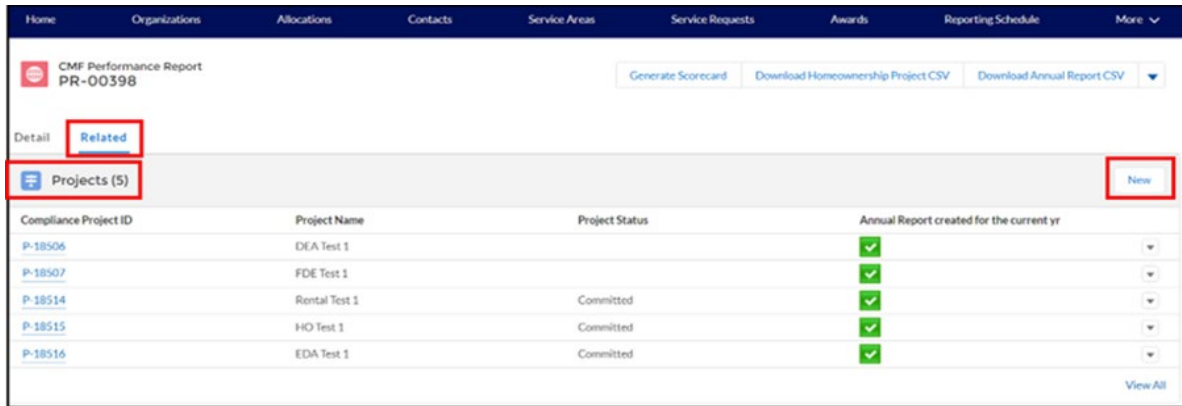 Home Organizations Allocations Contacts Service Areas Service Requests Awards Reporting Schedule More
CMF Performance Report
PR-00398
Generate Scorecard Download Homeownership Project CSV Download Annual Report CSV
Detail Related
Projects (5)
New
Compliance Project ID Project Name Project Status Annual Report created for the current yr
P-18506 DEA Test 1
P-18507 FDE Test 1
P-18514 Rental Test 1 Committed
P-18515 HO Test 1 Committed
P-18516 EDA Test 1 Committed
View All